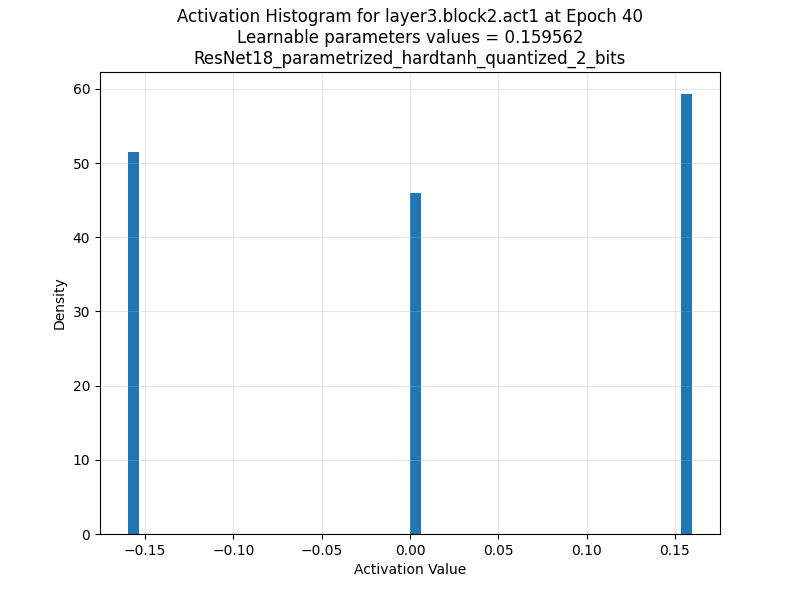 Activation Histogram for layer3.block2.act1 at Epoch 40
Learnable parameters values = 0.159562
ResNet18_parametrized_hardtanh_quantized_2_bits
60
50
40
30
20
10
0
Density
−0.15 −0.10 −0.05 0.00 0.05 0.10 0.15
Activation Value